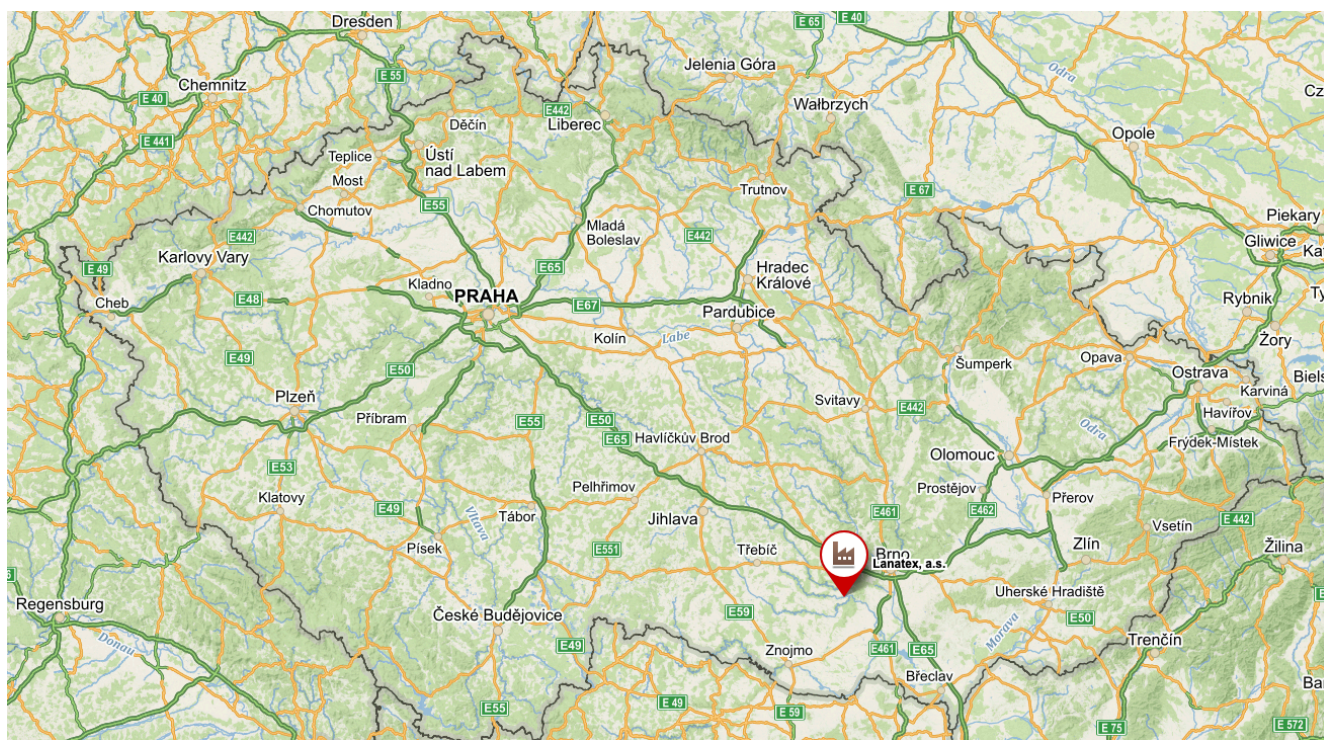 Dresden
E 65
E 40
Jelenia Góra
Odra
E 55
Chemnitz
E 40
Cz
Wałbrzych
E442
Liberec
Děčín
Opole
E 441
Ústí
nad Labem
Teplice
Most
Trutnov
E 67
E55
Chomutov
Piekary
Mladá
Boleslav
E442
E442
Gliwice
Ka
Karlovy Vary
E 49
E65
Hradec
Králové
Kladno
PRAHA
Rybnik
Ty
Cheb
E48
E67
Pardubice
Kolín
Labe
Żory
E49
Šumperk
Opava
E50
Ostrava
Biels
Karviná
Plzeň
Svitavy
E442
Havířov
Příbram
E50
E55
Odra
E65
Havlíčkův Brod
Frýdek-Místek
Olomouc
E53
Pelhřimov
Prostějov
Přerov
Klatovy
E49
Vltava
E461
E462
Tábor
Jihlava
E 442
Vsetín
Písek
E551
Třebíč
Brno
Zlín
Žilina
Lanatex, a.s.
Regensburg
Uherské Hradiště
České Budějovice
E59
E50
Donau
E49
Morava
Trenčín
Znojmo
E461
E65
Břeclav
Ba
E 49
E55
E 59
E 75
E 572